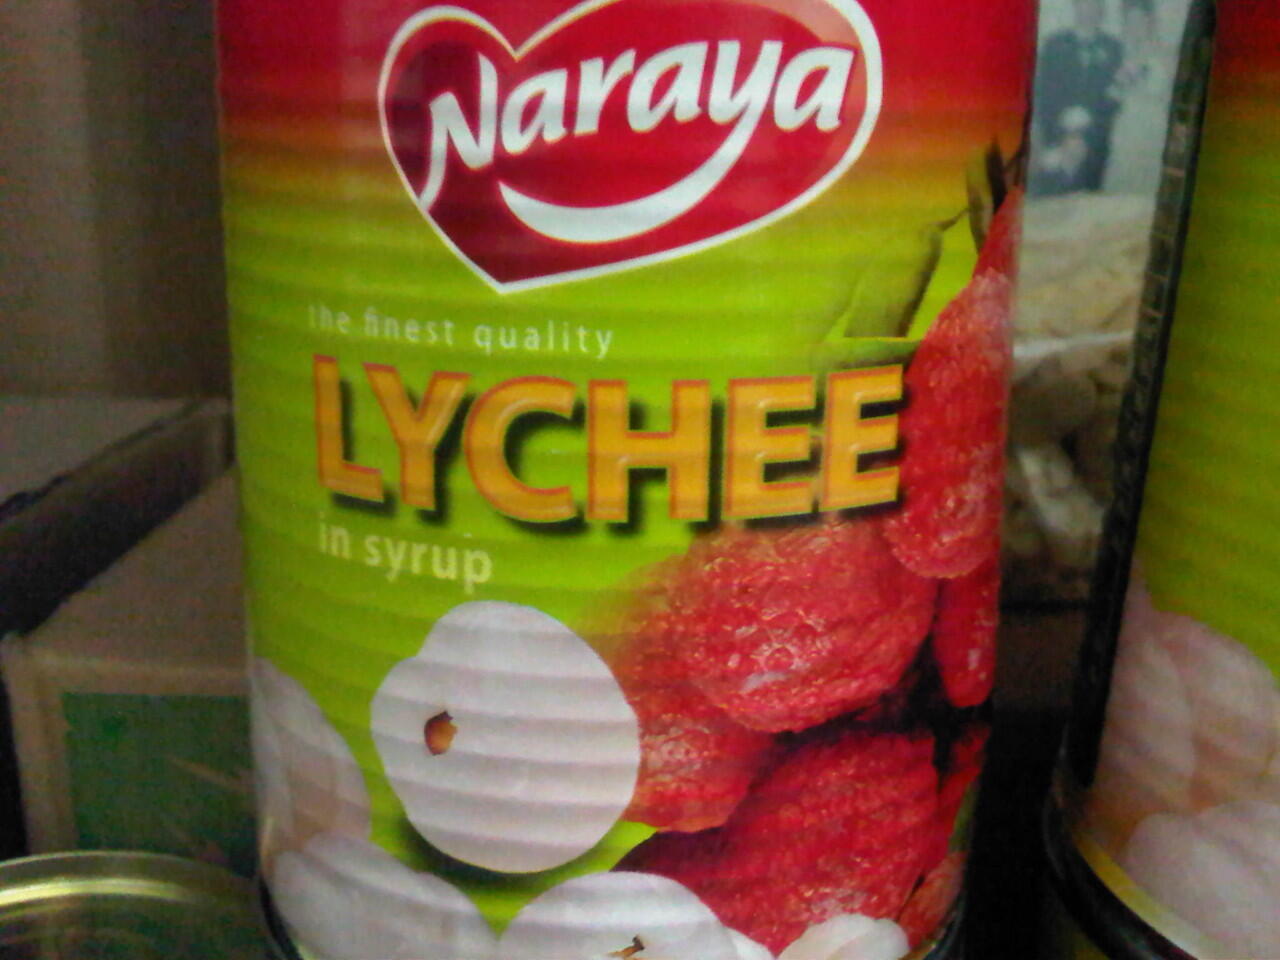 Naraya
the finest quality
LYCHEE
in syrup